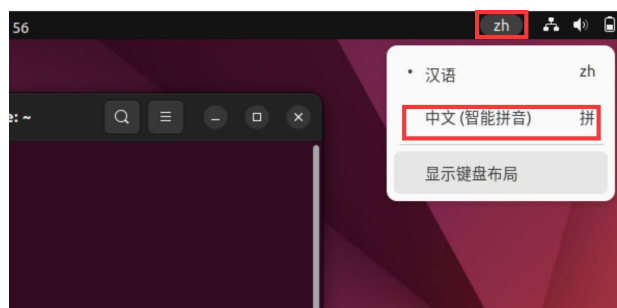 56
zh
汉语 zh
e: ~
中文 (智能拼音) 拼
显示键盘布局